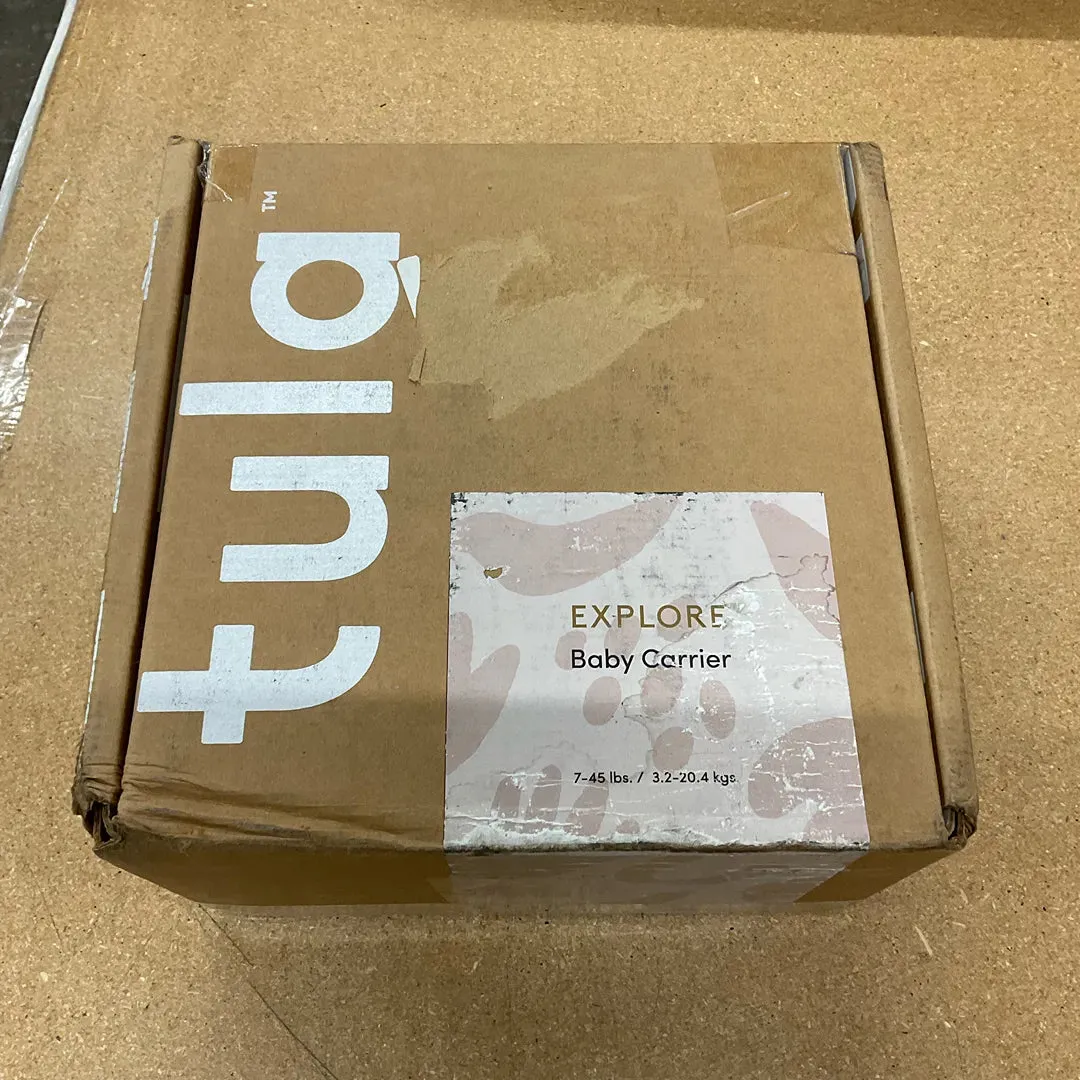 tula™
EXPLORE
Baby Carrier
7-45 lbs. / 3.2-20.4 kgs.